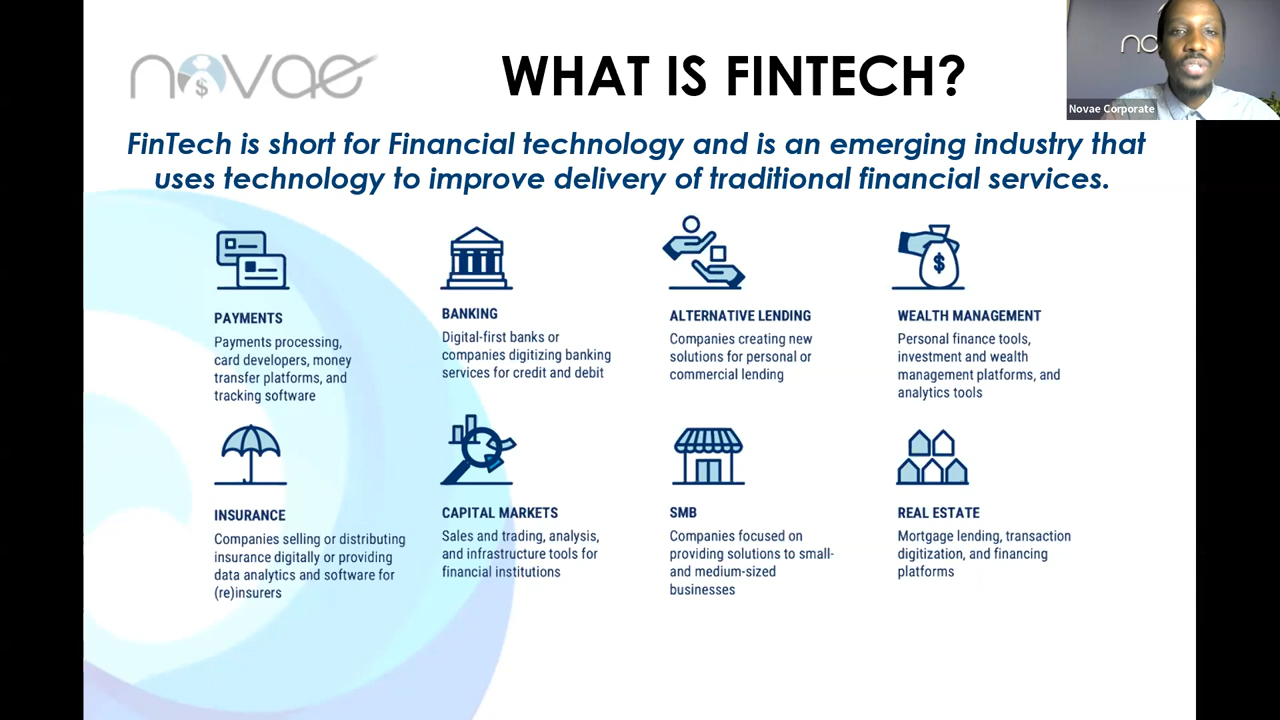 novae
WHAT IS FINTECH?
Novae Corporate
FinTech is short for Financial technology and is an emerging industry that
uses technology to improve delivery of traditional financial services.
PAYMENTS
Payments processing,
card developers, money
transfer platforms, and
tracking software
BANKING
Digital-first banks or
companies digitizing banking
services for credit and debit
ALTERNATIVE LENDING
Companies creating new
solutions for personal or
commercial lending
WEALTH MANAGEMENT
Personal finance tools,
investment and wealth
management platforms, and
analytics tools
INSURANCE
Companies selling or distributing
insurance digitally or providing
data analytics and software for
(re)insurers
CAPITAL MARKETS
Sales and trading, analysis,
and infrastructure tools for
financial institutions
SMB
Companies focused on
providing solutions to small-
and medium-sized
businesses
REAL ESTATE
Mortgage lending, transaction
digitization, and financing
platforms